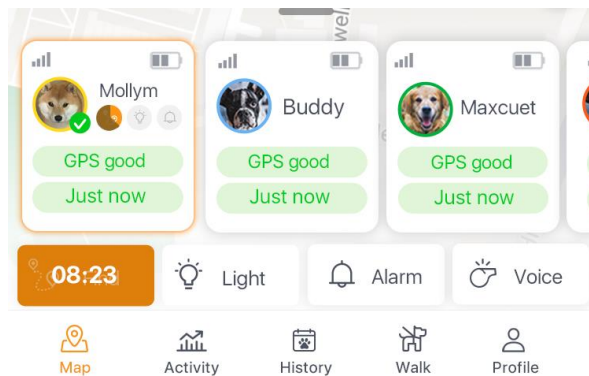 Mollym
Buddy
Maxcuet
GPS good
GPS good
GPS good
Just now
Just now
Just now
08:23
Light
Alarm
Voice
Map
Activity
History
Walk
Profile